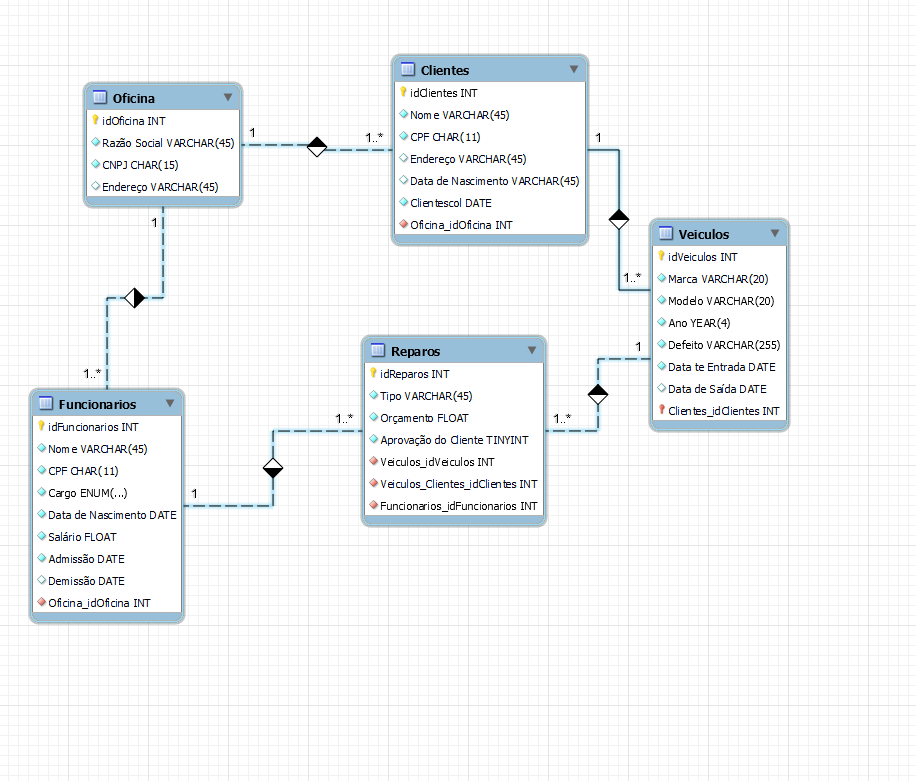 Oficina
idOficina INT
Razão Social VARCHAR(45)
CNPJ CHAR(15)
Endereço VARCHAR(45)
1
1..*
Clientes
idClientes INT
Nome VARCHAR(45)
CPF CHAR(11)
Endereço VARCHAR(45)
Data de Nascimento VARCHAR(45)
Clientescol DATE
Oficina_idOficina INT
1
1..*
Veiculos
idVeiculos INT
Marca VARCHAR(20)
Modelo VARCHAR(20)
Ano YEAR(4)
Defeito VARCHAR(255)
Data te Entrada DATE
Data de Saída DATE
Clientes_idClientes INT
1
1..*
Reparos
idReparos INT
Tipo VARCHAR(45)
Orçamento FLOAT
Aprovação do Cliente TINYINT
Veiculos_idVeiculos INT
Veiculos_Clientes_idClientes INT
Funcionarios_idFuncionarios INT
1
1..*
Funcionarios
idFuncionarios INT
Nome VARCHAR(45)
CPF CHAR(11)
Cargo ENUM(...)
Data de Nascimento DATE
Salário FLOAT
Admissão DATE
Demissão DATE
Oficina_idOficina INT
1
1..*